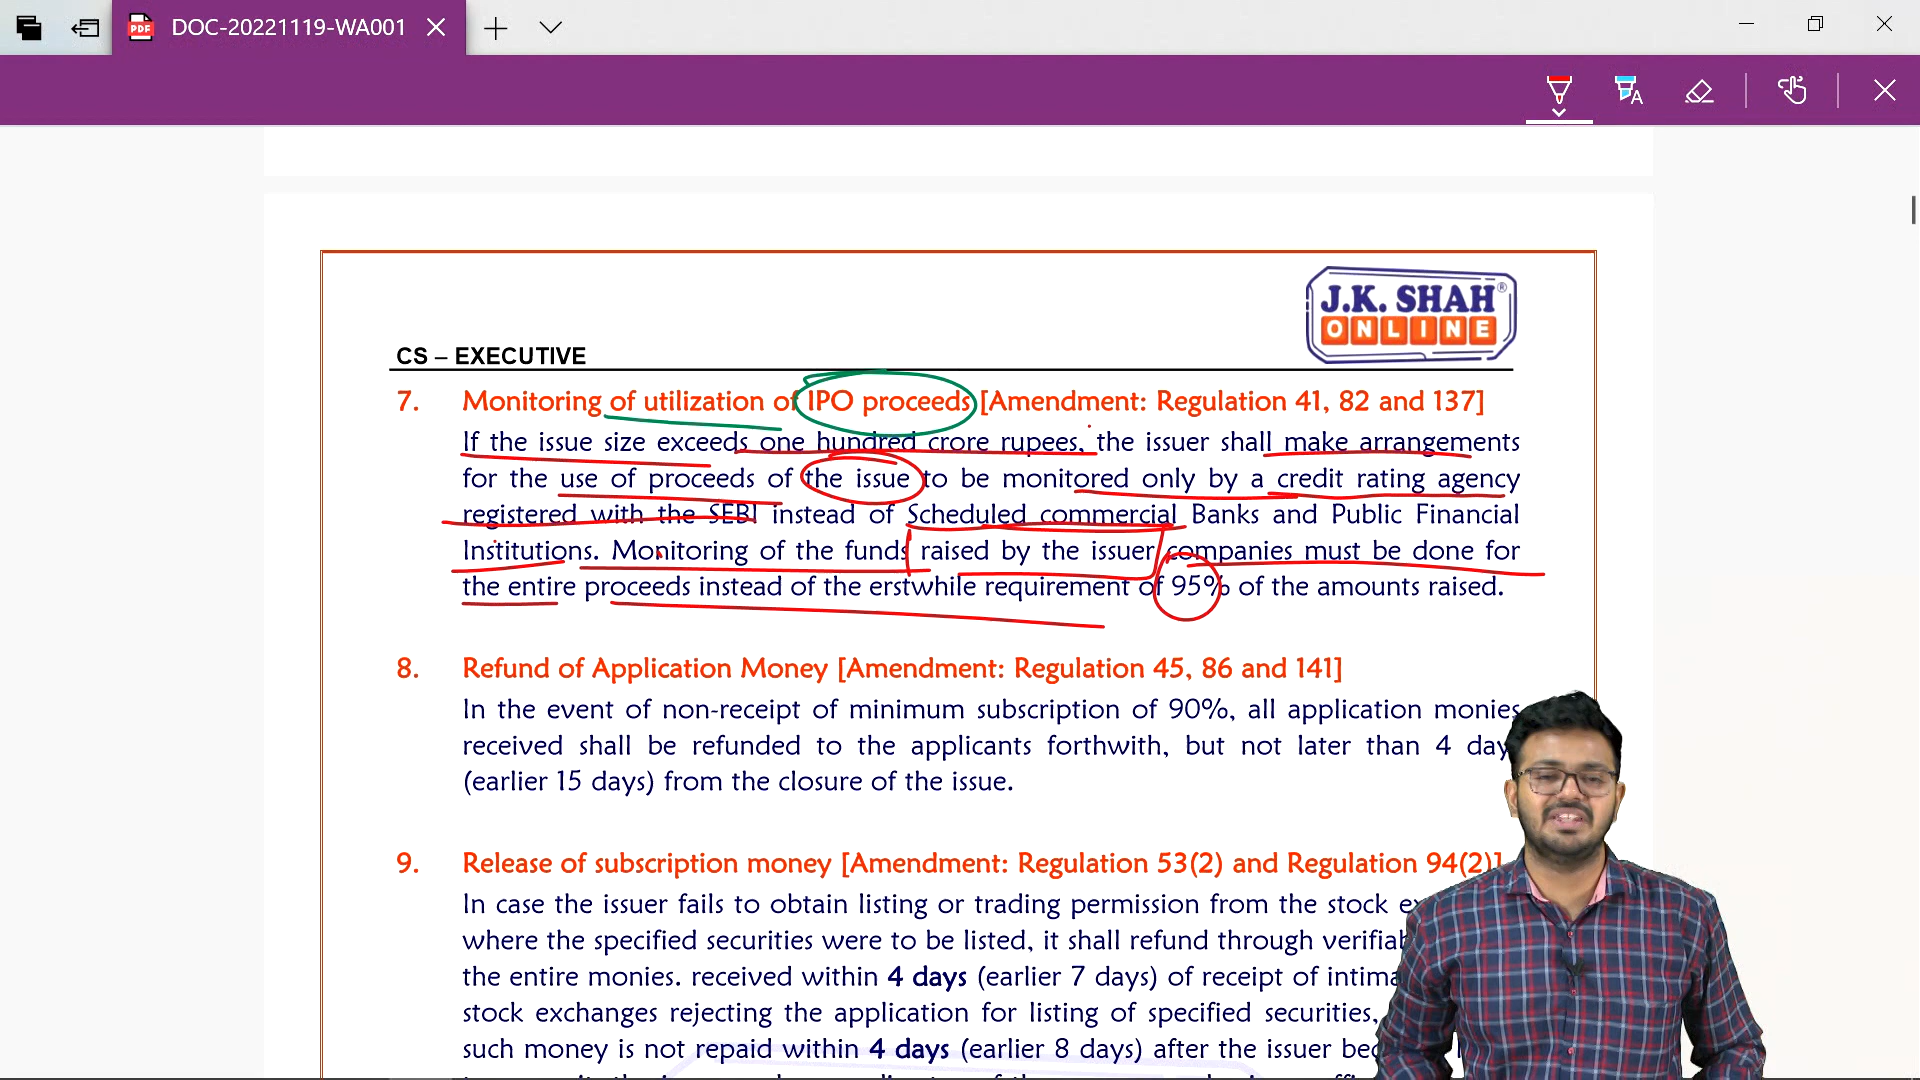 DOC-20221119-WA001
J.K. SHAH®
ONLINE
CS – EXECUTIVE
7. Monitoring of utilization of IPO proceeds [Amendment: Regulation 41, 82 and 137]
If the issue size exceeds one hundred crore rupees, the issuer shall make arrangements
for the use of proceeds of the issue to be monitored only by a credit rating agency
registered with the SEBI instead of Scheduled commercial Banks and Public Financial
Institutions. Monitoring of the funds raised by the issuer companies must be done for
the entire proceeds instead of the erstwhile requirement of 95% of the amounts raised.
8. Refund of Application Money [Amendment: Regulation 45, 86 and 141]
In the event of non-receipt of minimum subscription of 90%, all application monies
received shall be refunded to the applicants forthwith, but not later than 4 day
(earlier 15 days) from the closure of the issue.
9. Release of subscription money [Amendment: Regulation 53(2) and Regulation 94(2)]
In case the issuer fails to obtain listing or trading permission from the stock
where the specified securities were to be listed, it shall refund through
the entire monies. received within 4 days (earlier 7 days) of receipt of
stock exchanges rejecting the application for listing of specified securities,
such money is not repaid within 4 days (earlier 8 days) after the issuer